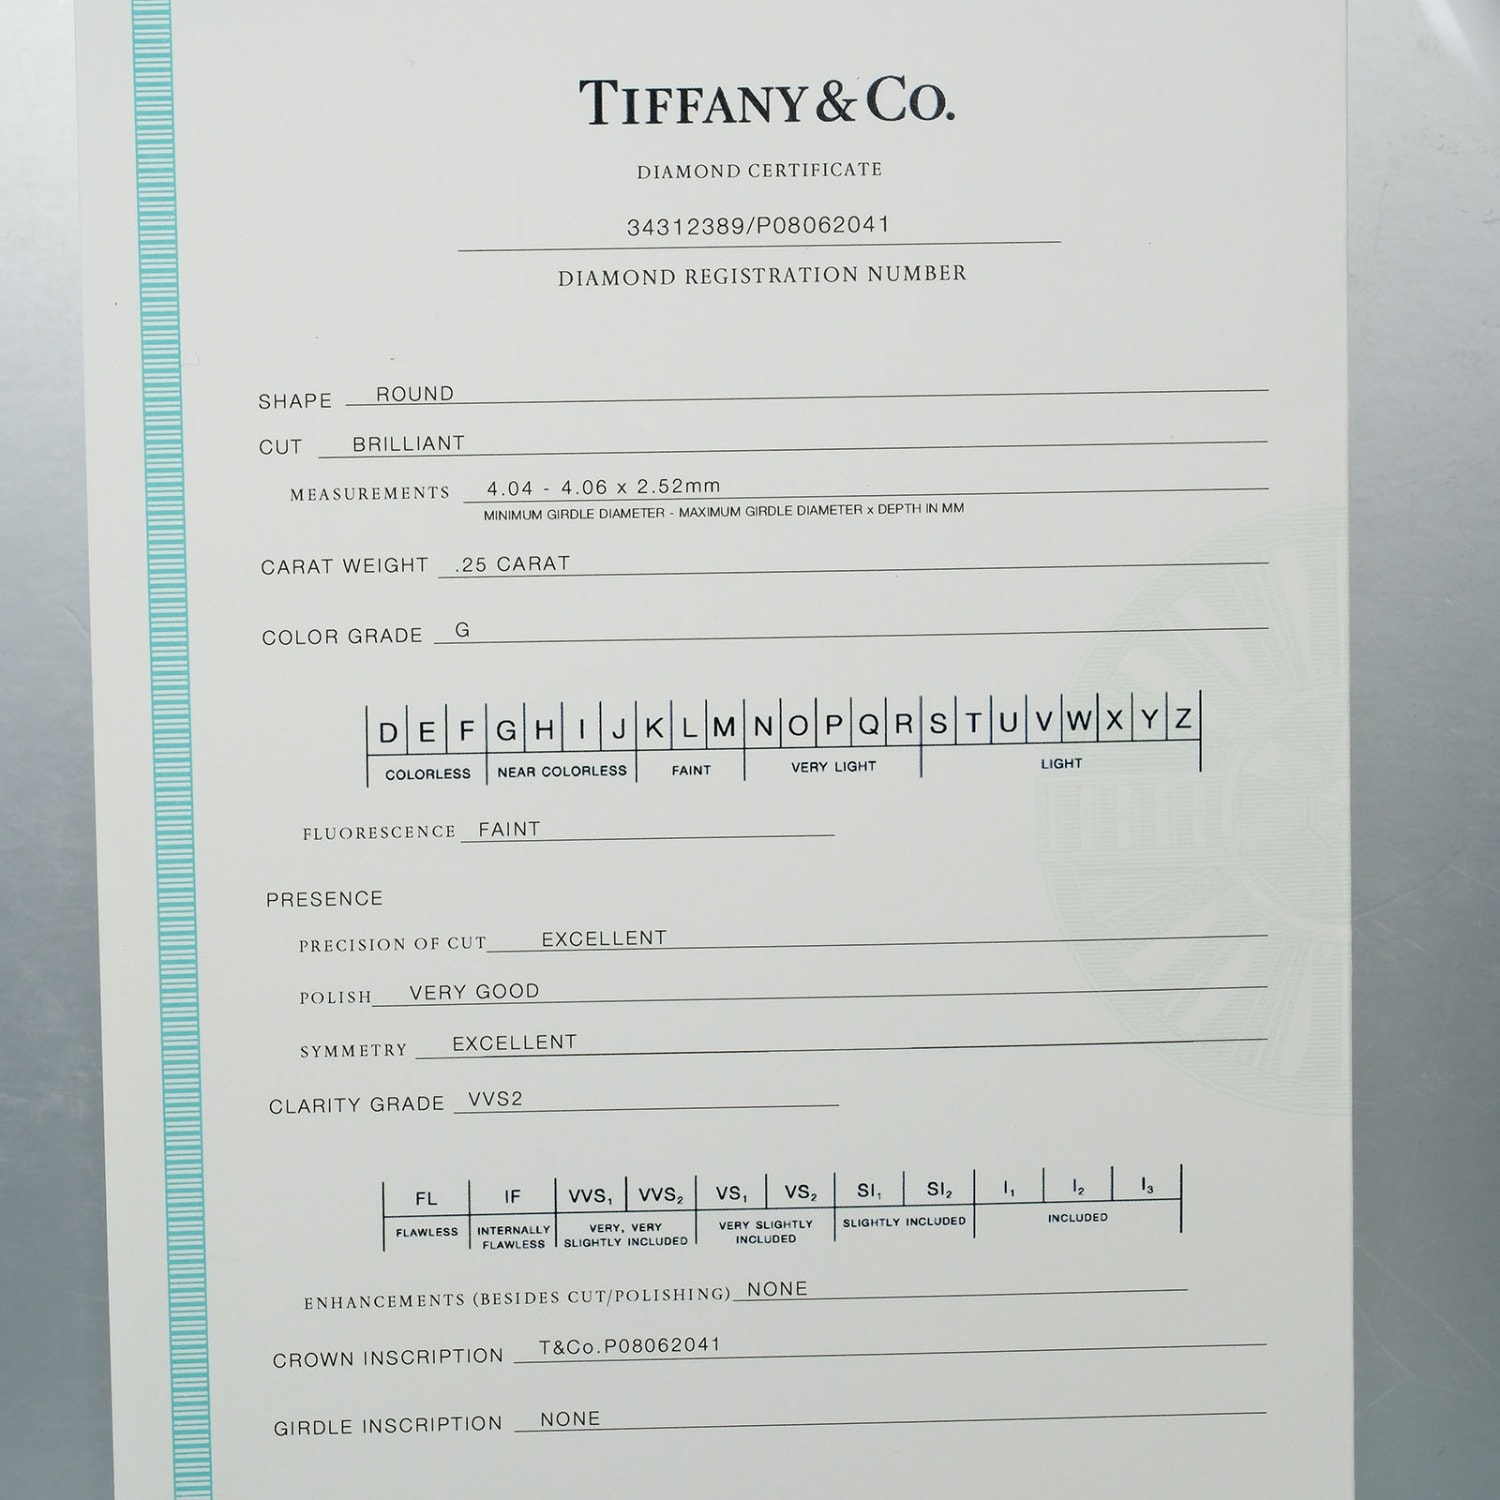 TIFFANY & CO.
DIAMOND CERTIFICATE
34312389/P08062041
DIAMOND REGISTRATION NUMBER
SHAPE ROUND
CUT BRILLIANT
MEASUREMENTS 4.04 - 4.06 x 2.52mm
MINIMUM GIRDLE DIAMETER - MAXIMUM GIRDLE DIAMETER x DEPTH IN MM
CARAT WEIGHT .25 CARAT
COLOR GRADE G
D E F G H I J K L M N O P Q R S T U V W X Y Z
COLORLESS NEAR COLORLESS FAINT VERY LIGHT LIGHT
FLUORESCENCE FAINT
PRESENCE
PRECISION OF CUT EXCELLENT
POLISH VERY GOOD
SYMMETRY EXCELLENT
CLARITY GRADE VVS2
FL IF VVS1 VVS2 VS1 VS2 SI1 SI2 I1 I2 I3
FLAWLESS INTERNALLY FLAWLESS VERY, VERY SLIGHTLY INCLUDED VERY SLIGHTLY INCLUDED SLIGHTLY INCLUDED INCLUDED
ENHANCEMENTS (BESIDES CUT/POLISHING) NONE
CROWN INSCRIPTION T&Co.P08062041
GIRDLE INSCRIPTION NONE